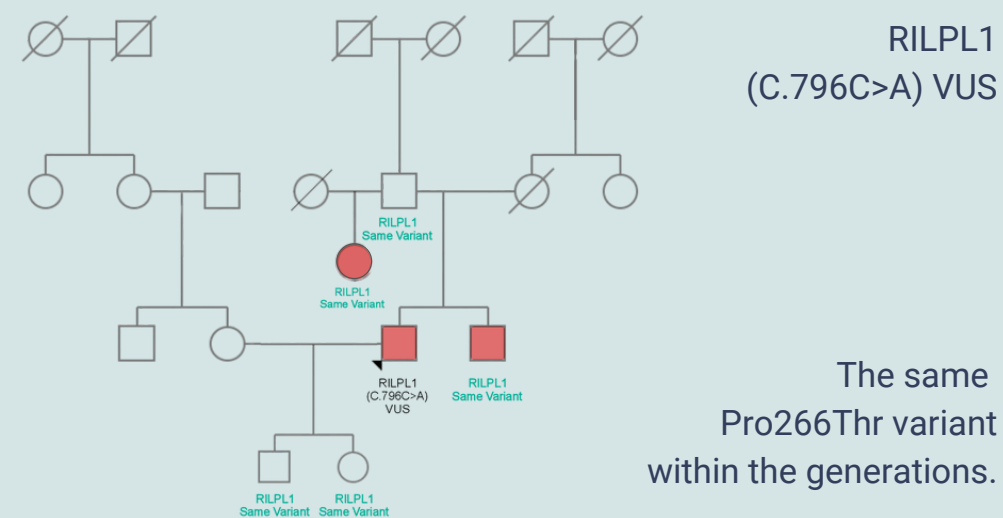 RILPL1
(C.796C>A) VUS
RILPL1
Same Variant
RILPL1
Same Variant
RILPL1
(C.796C>A)
VUS
RILPL1
Same Variant
The same
Pro266Thr variant
within the generations.
RILPL1
Same Variant
RILPL1
Same Variant